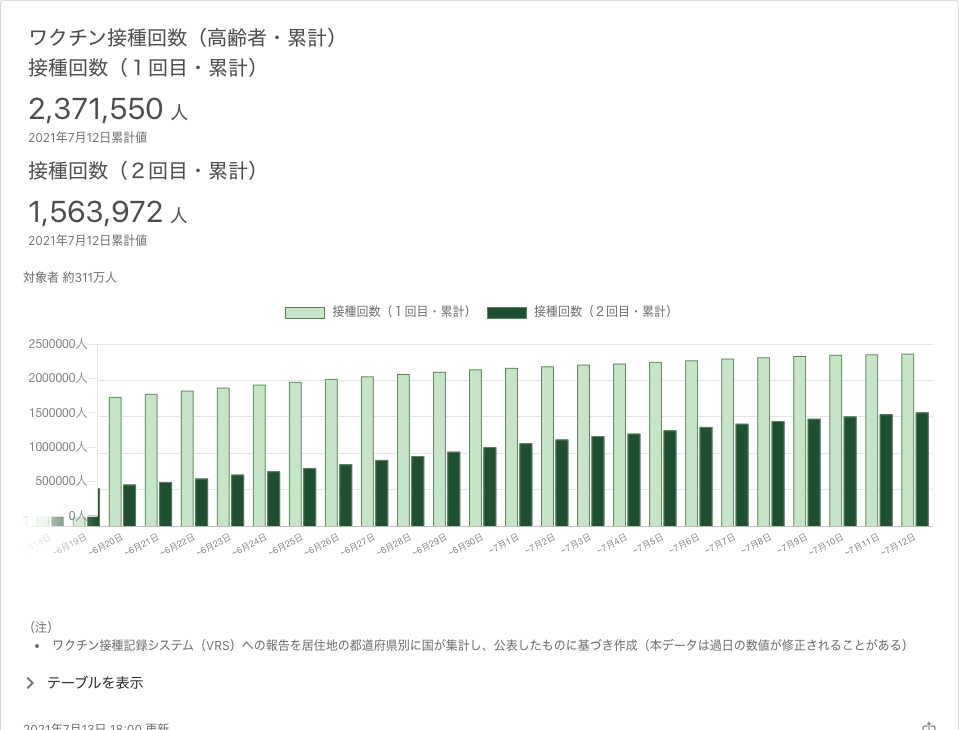 ワクチン接種回数（高齢者・累計）
接種回数（１回目・累計）
2,371,550 人
2021年7月12日累計値
接種回数（２回目・累計）
1,563,972 人
2021年7月12日累計値
対象者 約311万人
接種回数（１回目・累計） 接種回数（２回目・累計）
2500000人
2000000人
1500000人
1000000人
500000人
0人
~6月19日 ~6月20日 ~6月21日 ~6月22日 ~6月23日 ~6月24日 ~6月25日 ~6月26日 ~6月27日 ~6月28日 ~6月29日 ~6月30日 ~7月1日 ~7月2日 ~7月3日 ~7月4日 ~7月5日 ~7月6日 ~7月7日 ~7月8日 ~7月9日 ~7月10日 ~7月11日 ~7月12日
（注）
• ワクチン接種記録システム（VRS）への報告を居住地の都道府県別に国が集計し、公表したものに基づき作成（本データは過日の数値が修正されることがある）
テーブルを表示
2021年7月13日 18:00 更新